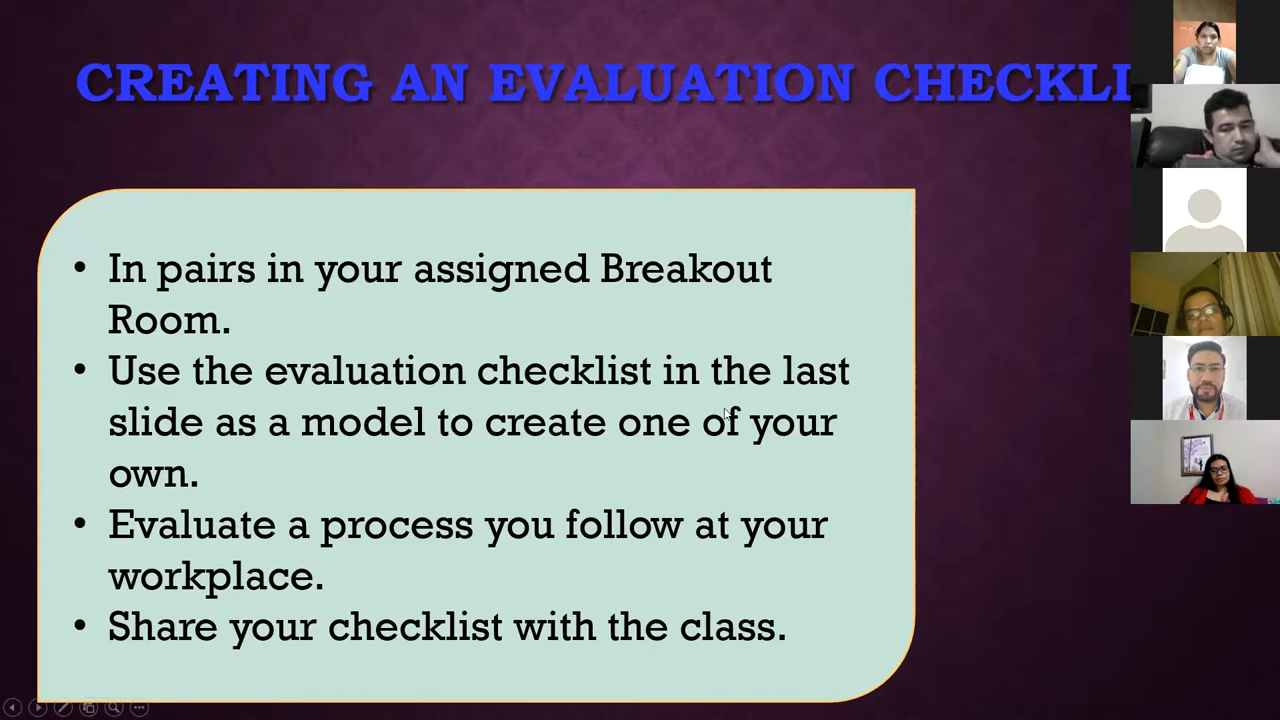 CREATING AN EVALUATION CHECKLI
• In pairs in your assigned Breakout
Room.
• Use the evaluation checklist in the last
slide as a model to create one of your
own.
• Evaluate a process you follow at your
workplace.
• Share your checklist with the class.